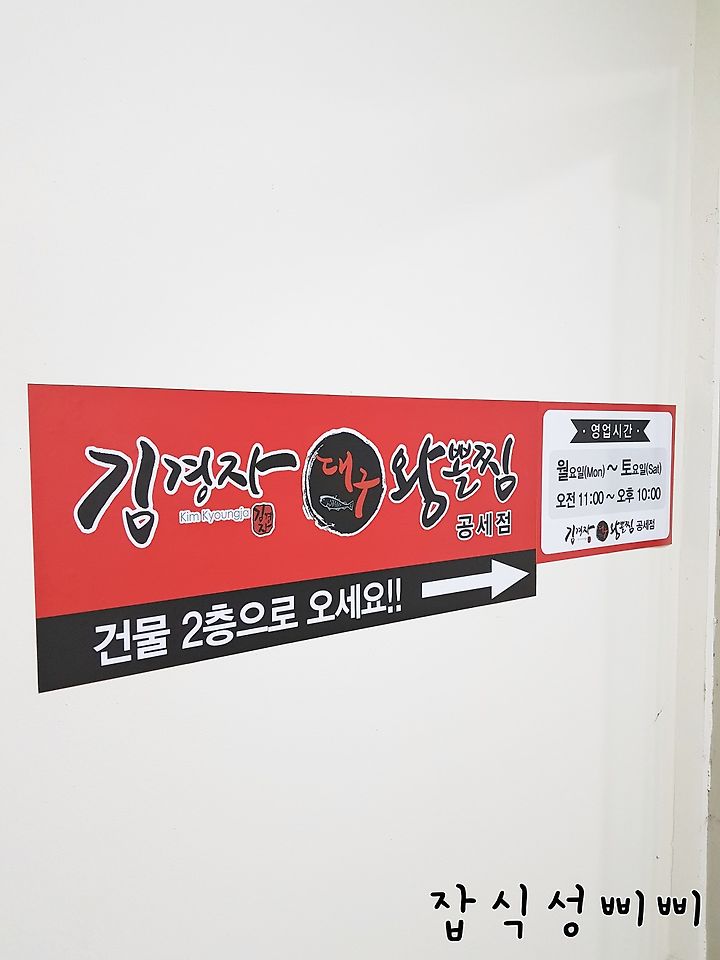 김경자 대구 왕뽈찜
Kim Kyoungja 김경자
공세점
건물 2층으로 오세요!!
· 영업시간 ·
월요일(Mon) ~ 토요일(Sat)
오전 11:00 ~ 오후 10:00
김경자 대구 왕뽈찜 공세점
잡식성삐삐